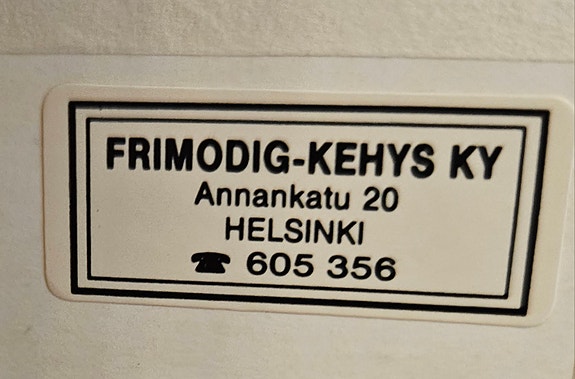 FRIMODIG-KEHYS KY
Annankatu 20
HELSINKI
☎ 605 356